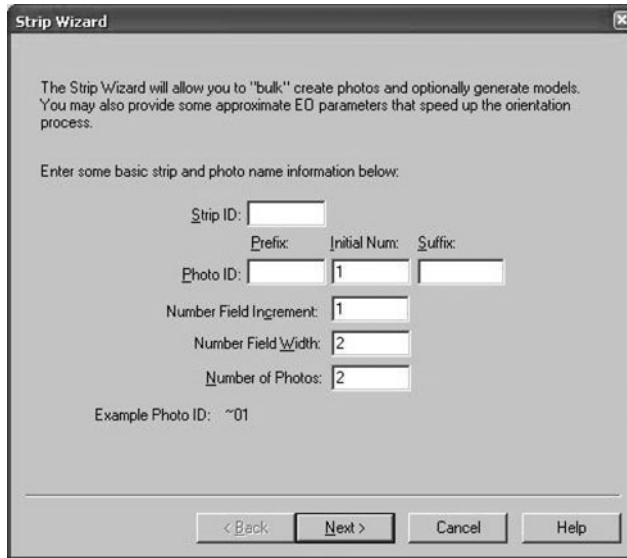 Strip Wizard
The Strip Wizard will allow you to "bulk" create photos and optionally generate models.
You may also provide some approximate EO parameters that speed up the orientation
process.
Enter some basic strip and photo name information below:
Strip ID:
Prefix: Initial Num: Suffix:
Photo ID: 1
Number Field Increment: 1
Number Field Width: 2
Number of Photos: 2
Example Photo ID: ~01
< Back Next > Cancel Help